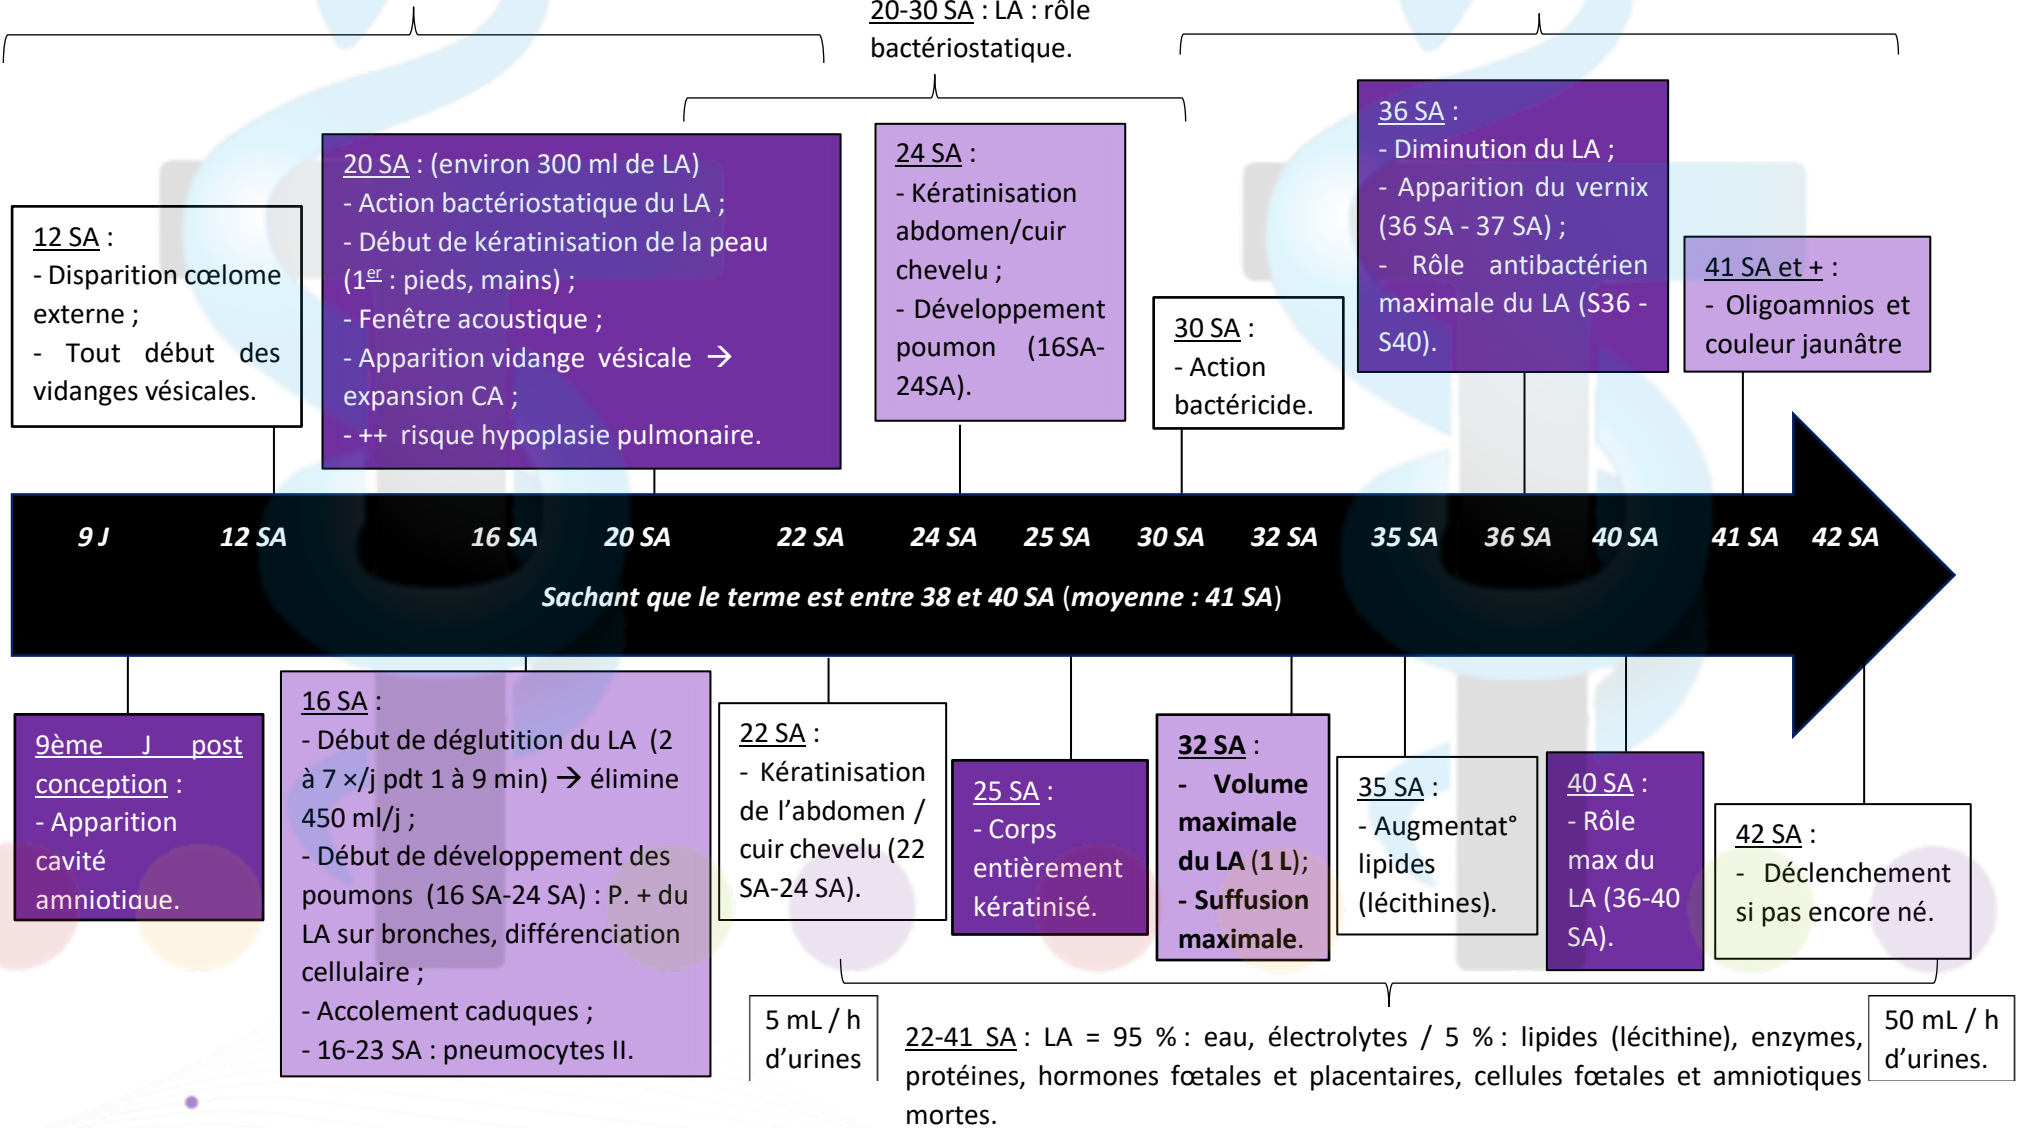 20-30 SA : LA : rôle
bactériostatique.
12 SA :
- Disparition cœlome
externe ;
- Tout début des
vidanges vésicales.
20 SA : (environ 300 ml de LA)
- Action bactériostatique du LA ;
- Début de kératinisation de la peau
(1er : pieds, mains) ;
- Fenêtre acoustique ;
- Apparition vidange vésicale →
expansion CA ;
- ++ risque hypoplasie pulmonaire.
24 SA :
- Kératinisation
abdomen/cuir
chevelu ;
- Développement
poumon (16SA-
24SA).
30 SA :
- Action
bactéricide.
36 SA :
- Diminution du LA ;
- Apparition du vernix
(36 SA - 37 SA) ;
- Rôle antibactérien
maximale du LA (S36 -
S40).
41 SA et + :
- Oligoamnios et
couleur jaunâtre
9 J 12 SA 16 SA 20 SA 22 SA 24 SA 25 SA 30 SA 32 SA 35 SA 36 SA 40 SA 41 SA 42 SA
Sachant que le terme est entre 38 et 40 SA (moyenne : 41 SA)
9ème J post
conception :
- Apparition
cavité
amniotique.
16 SA :
- Début de déglutition du LA (2
à 7 ×/j pdt 1 à 9 min) → élimine
450 ml/j ;
- Début de développement des
poumons (16 SA-24 SA) : P. + du
LA sur bronches, différenciation
cellulaire ;
- Accolement caduques ;
- 16-23 SA : pneumocytes II.
22 SA :
- Kératinisation
de l'abdomen /
cuir chevelu (22
SA-24 SA).
25 SA :
- Corps
entièrement
kératinisé.
32 SA :
- Volume
maximale
du LA (1 L);
- Suffusion
maximale.
35 SA :
- Augmentat°
lipides
(lécithines).
40 SA :
- Rôle
max du
LA (36-40
SA).
42 SA :
- Déclenchement
si pas encore né.
5 mL / h
d'urines
22-41 SA : LA = 95 % : eau, électrolytes / 5 % : lipides (lécithine), enzymes,
protéines, hormones fœtales et placentaires, cellules fœtales et amniotiques
mortes.
50 mL / h
d'urines.